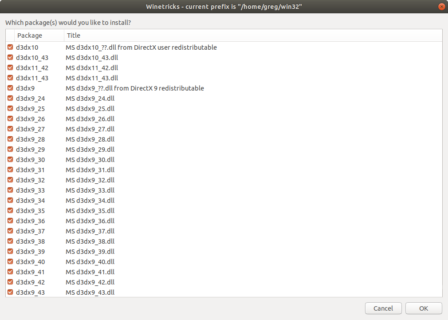 Winetricks - current prefix is "/home/greg/win32"
Which package(s) would you like to install?
Package Title
d3dx10 MS d3dx10_??.dll from DirectX user redistributable
d3dx10_43 MS d3dx10_43.dll
d3dx11_42 MS d3dx11_42.dll
d3dx11_43 MS d3dx11_43.dll
d3dx9 MS d3dx9_??.dll from DirectX 9 redistributable
d3dx9_24 MS d3dx9_24.dll
d3dx9_25 MS d3dx9_25.dll
d3dx9_26 MS d3dx9_26.dll
d3dx9_27 MS d3dx9_27.dll
d3dx9_28 MS d3dx9_28.dll
d3dx9_29 MS d3dx9_29.dll
d3dx9_30 MS d3dx9_30.dll
d3dx9_31 MS d3dx9_31.dll
d3dx9_32 MS d3dx9_32.dll
d3dx9_33 MS d3dx9_33.dll
d3dx9_34 MS d3dx9_34.dll
d3dx9_35 MS d3dx9_35.dll
d3dx9_36 MS d3dx9_36.dll
d3dx9_37 MS d3dx9_37.dll
d3dx9_38 MS d3dx9_38.dll
d3dx9_39 MS d3dx9_39.dll
d3dx9_40 MS d3dx9_40.dll
d3dx9_41 MS d3dx9_41.dll
d3dx9_42 MS d3dx9_42.dll
d3dx9_43 MS d3dx9_43.dll
Cancel OK